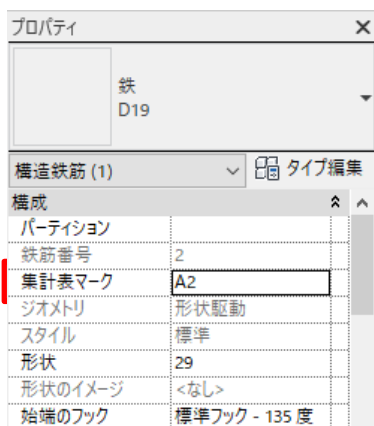 プロパティ
鉄
D19
構造鉄筋 (1)
タイプ編集
構成
パーティション
鉄筋番号 2
集計表マーク A2
ジオメトリ 形状駆動
スタイル 標準
形状 29
形状のイメージ <なし>
始端のフック 標準フック - 135 度